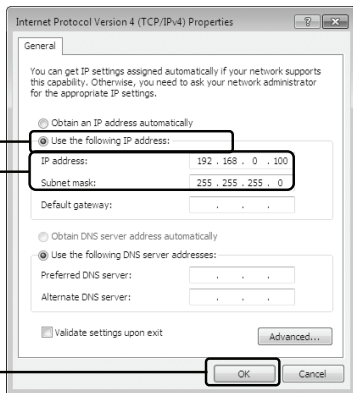 Internet Protocol Version 4 (TCP/IPv4) Properties
General
You can get IP settings assigned automatically if your network supports
this capability. Otherwise, you need to ask your network administrator
for the appropriate IP settings.
Obtain an IP address automatically
Use the following IP address:
IP address: 192 . 168 . 0 . 100
Subnet mask: 255 . 255 . 255 . 0
Default gateway: . . .
Obtain DNS server address automatically
Use the following DNS server addresses:
Preferred DNS server: . . .
Alternate DNS server: . . .
Validate settings upon exit
Advanced...
OK Cancel